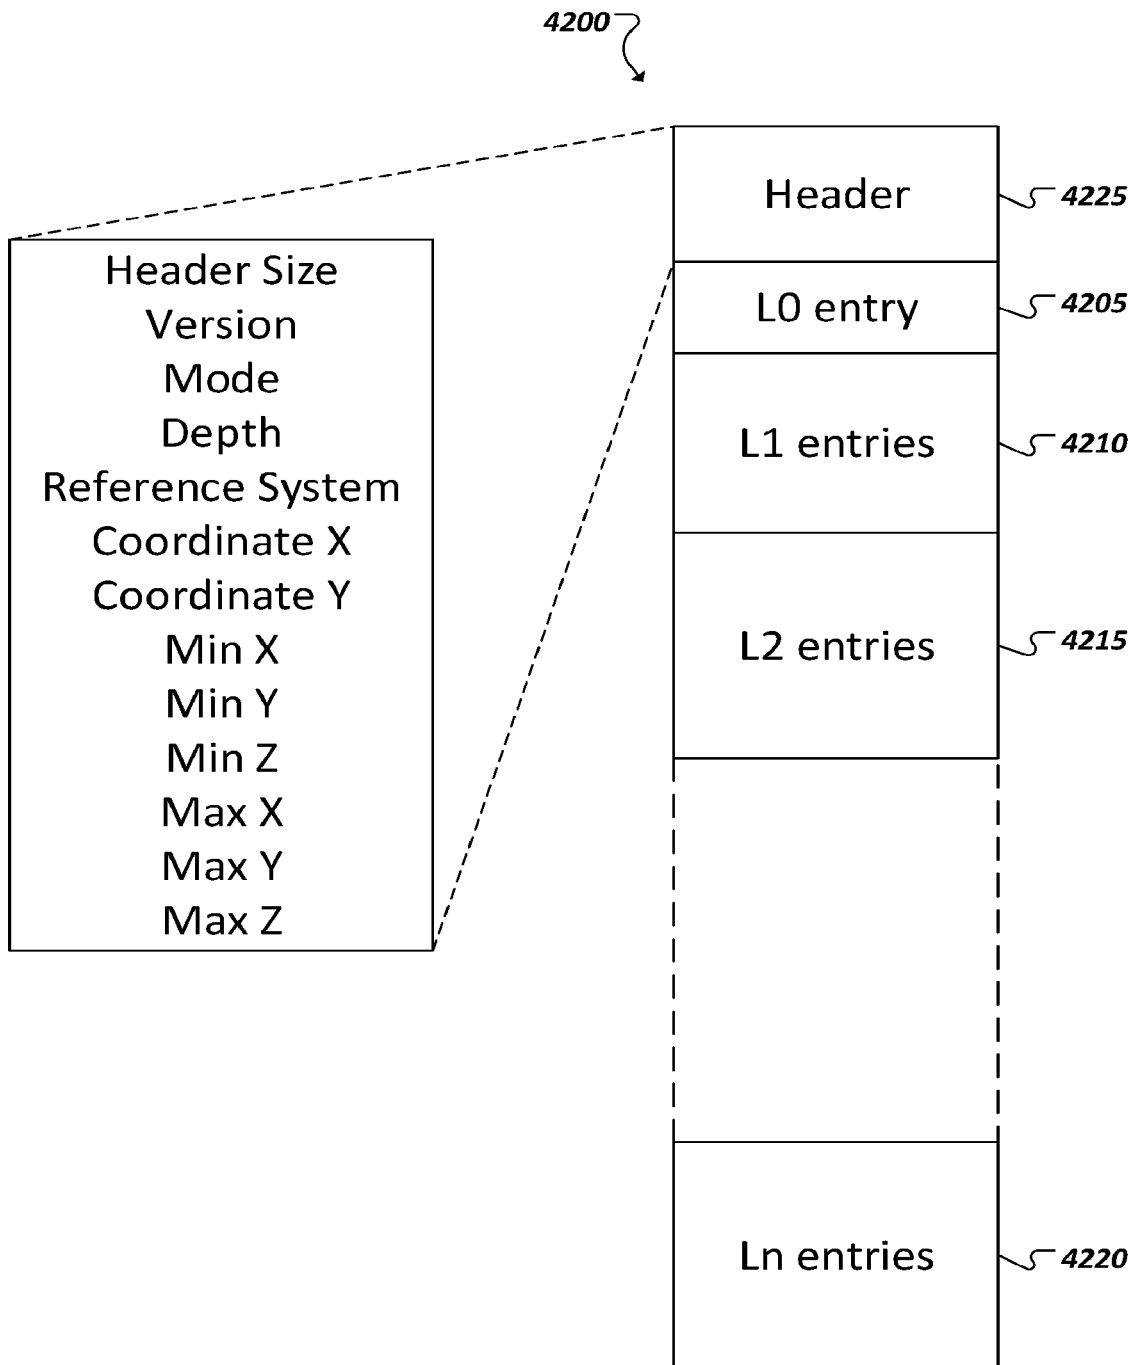 4200
Header
4225
Header Size
Version
Mode
Depth
Reference System
Coordinate X
Coordinate Y
Min X
Min Y
Min Z
Max X
Max Y
Max Z
L0 entry
4205
L1 entries
4210
L2 entries
4215
Ln entries
4220